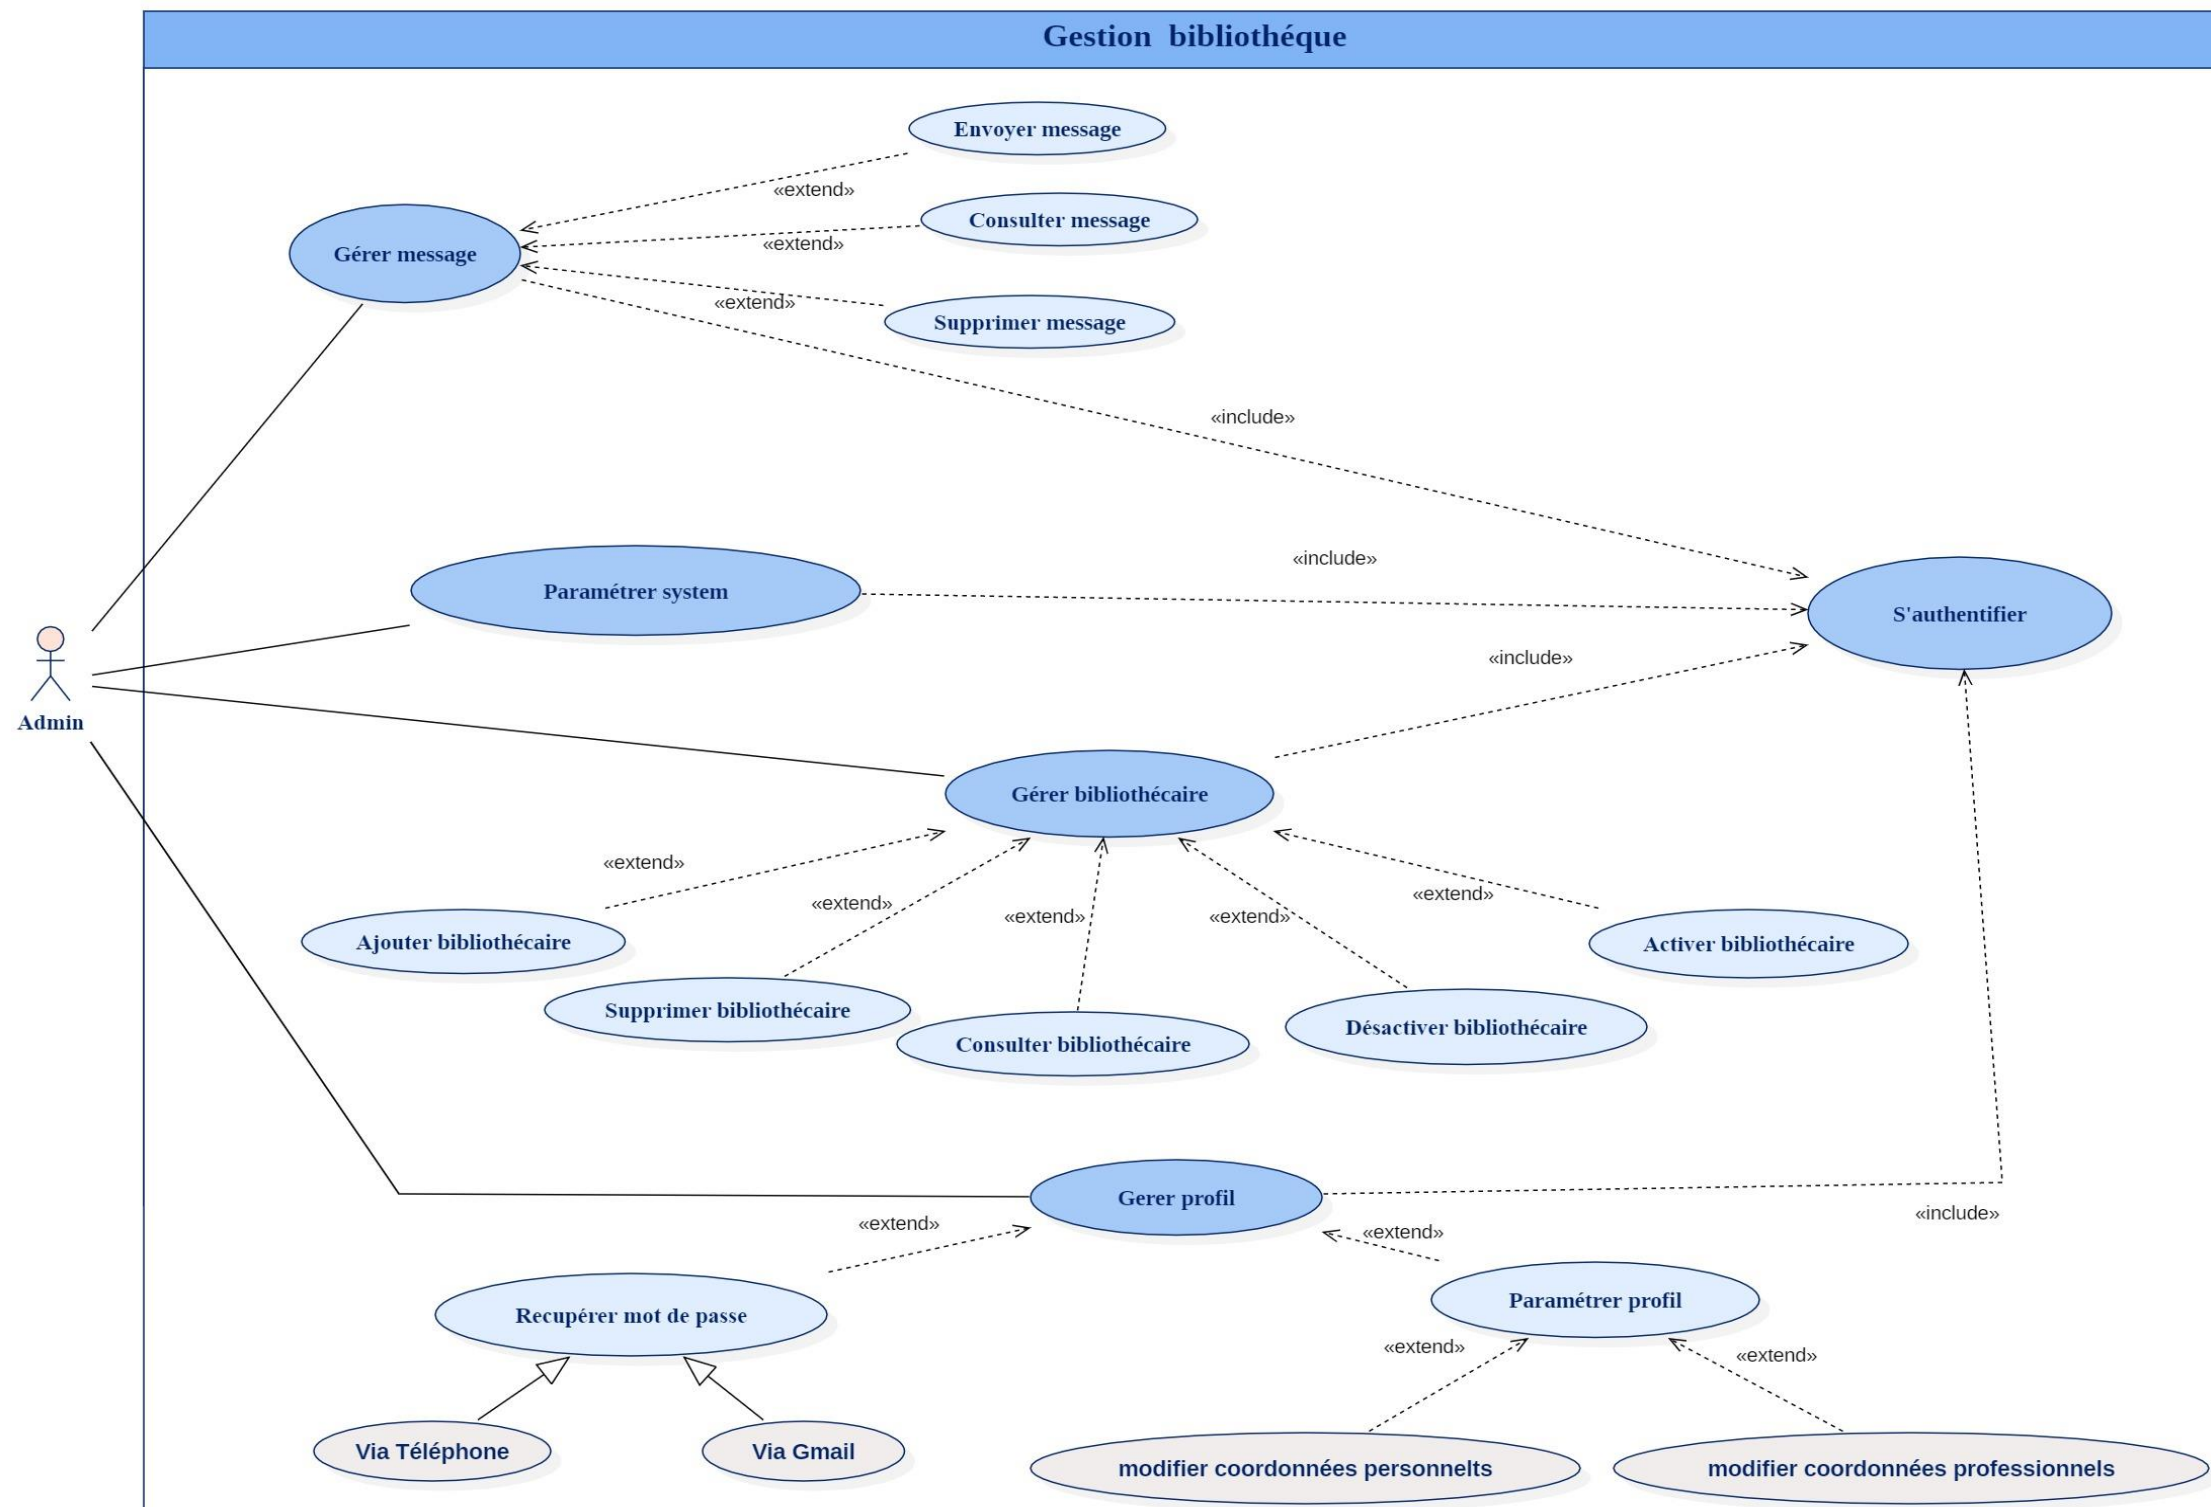 Gestion bibliothéque
Envoyer message
«extend»
Consulter message
«extend»
Gérer message
«extend»
Supprimer message
«include»
«include»
Paramétrer system
S'authentifier
«include»
Admin
Gérer bibliothécaire
«extend»
«extend»
«extend»
«extend»
«extend»
Ajouter bibliothécaire
Activer bibliothécaire
Supprimer bibliothécaire
Désactiver bibliothécaire
Consulter bibliothécaire
Gerer profil
«include»
«extend»
«extend»
Recupérer mot de passe
Paramétrer profil
«extend»
«extend»
Via Téléphone
Via Gmail
modifier coordonnées personnelts
modifier coordonnées professionnels